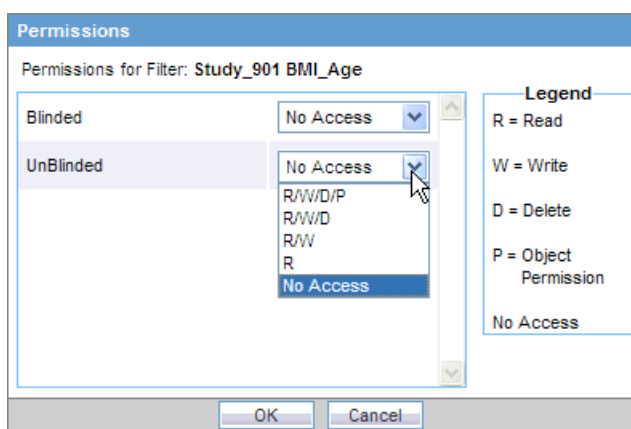 Permissions
Permissions for Filter: Study_901 BMI_Age
Blinded
No Access
UnBlinded
No Access
R/W/D/P
R/W/D
R/W
R
No Access
Legend
R = Read
W = Write
D = Delete
P = Object
Permission
No Access
OK
Cancel